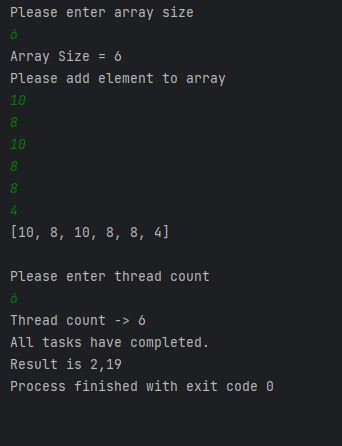 Please enter array size
6
Array Size = 6
Please add element to array
10
8
10
8
8
4
[10, 8, 10, 8, 8, 4]
Please enter thread count
6
Thread count -> 6
All tasks have completed.
Result is 2,19
Process finished with exit code 0